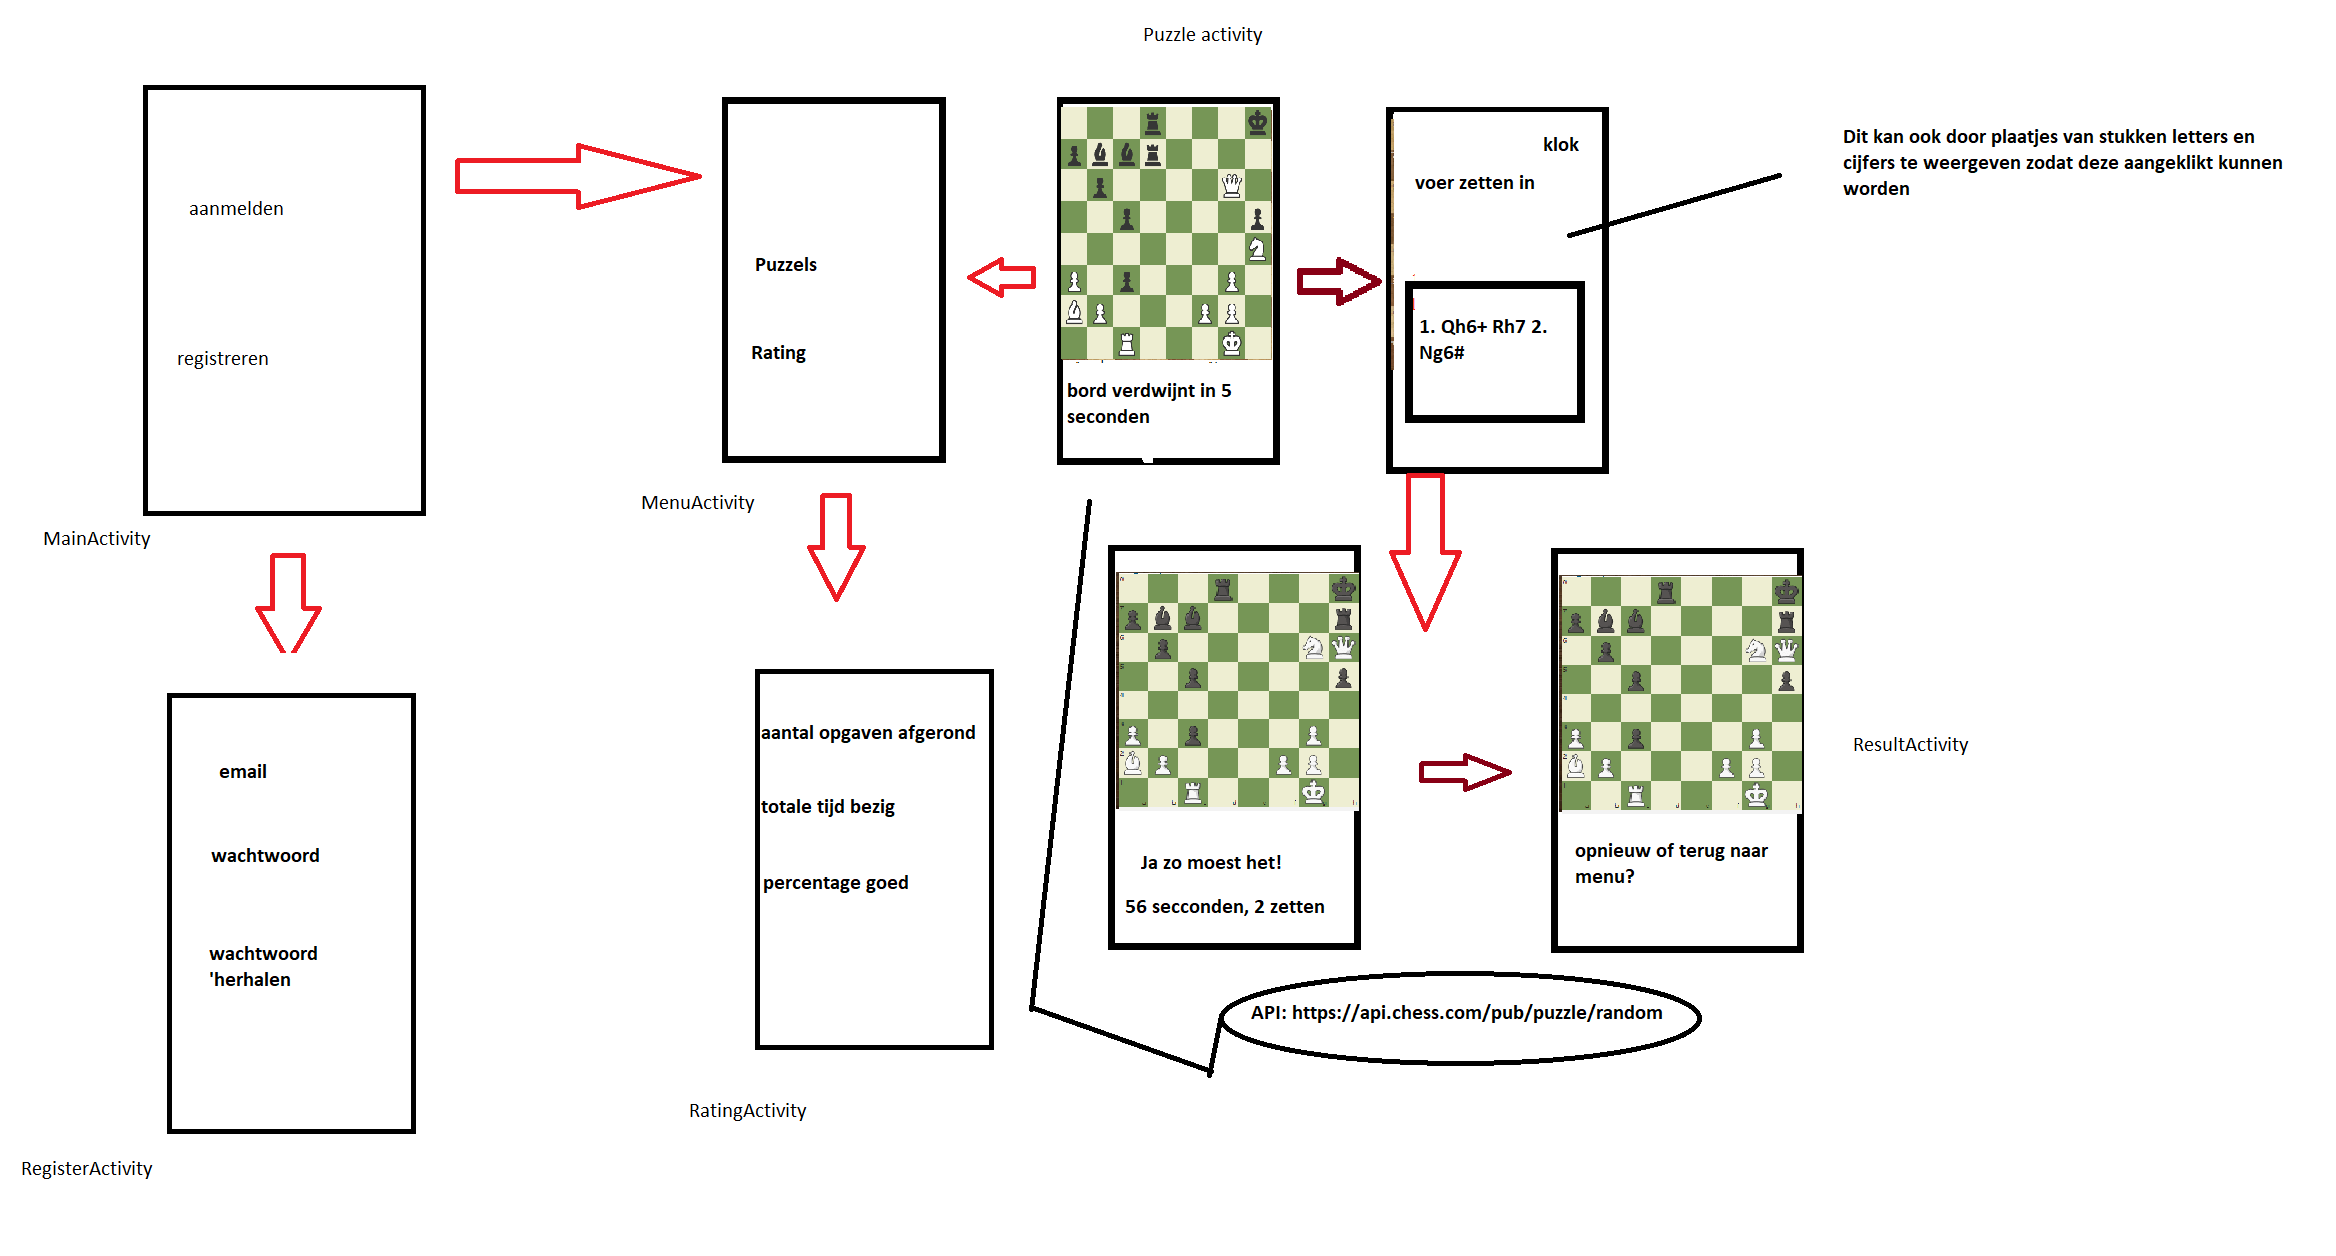 Puzzle activity
aanmelden
registreren
MainActivity
email
wachtwoord
wachtwoord
'herhalen
RegisterActivity
Puzzels
Rating
MenuActivity
aantal opgaven afgerond
totale tijd bezig
percentage goed
RatingActivity
bord verdwijnt in 5
seconden
klok
voer zetten in
1. Qh6+ Rh7 2.
Ng6#
Dit kan ook door plaatjes van stukken letters en
cijfers te weergeven zodat deze aangeklikt kunnen
worden
Ja zo moest het!
56 secconden, 2 zetten
opnieuw of terug naar
menu?
ResultActivity
API: https://api.chess.com/pub/puzzle/random